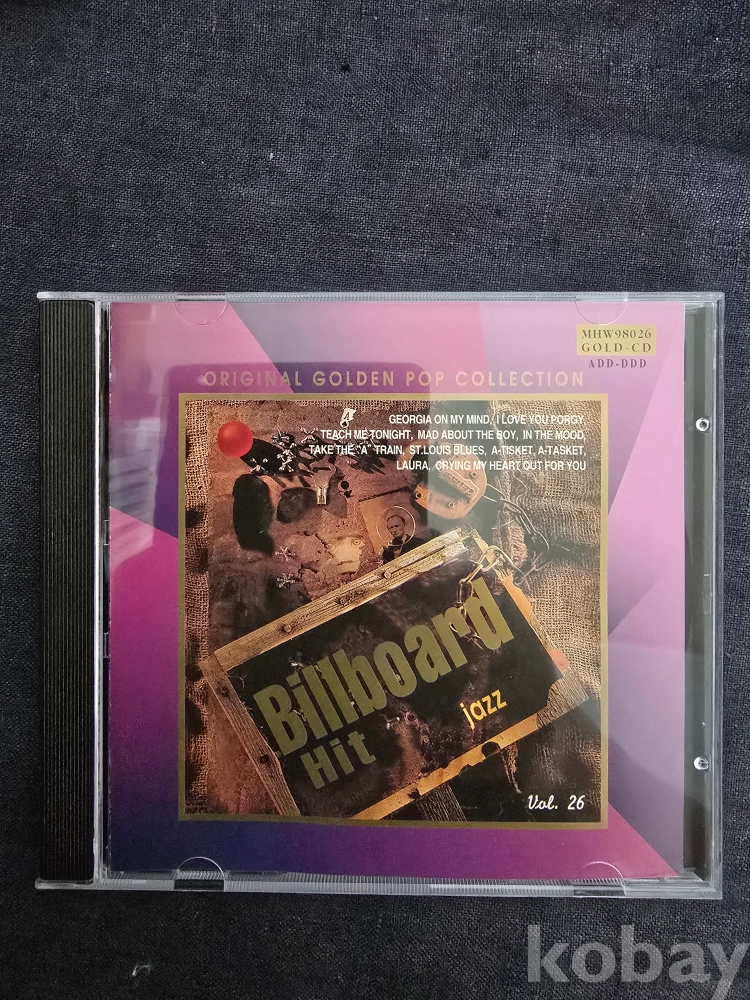 MHW98026
GOLD-CD
ADD-DDD
ORIGINAL GOLDEN POP COLLECTION
GEORGIA ON MY MIND, I LOVE YOU PORGY,
TEACH ME TONIGHT, MAD ABOUT THE BOY, IN THE MOOD,
TAKE THE "A" TRAIN, ST.LOUIS BLUES, A-TISKET, A-TASKET,
LAURA, CRYING MY HEART OUT FOR YOU
Billboard
Hit
jazz
Vol. 26
kobay